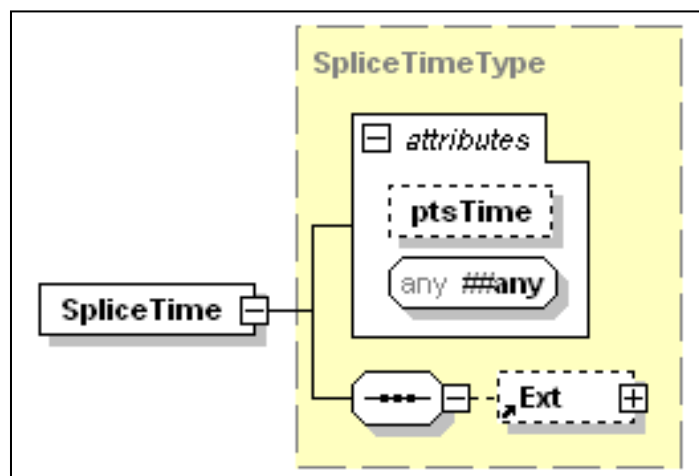 SpliceTimeType
attributes
ptsTime
any ##any
SpliceTime
Ext